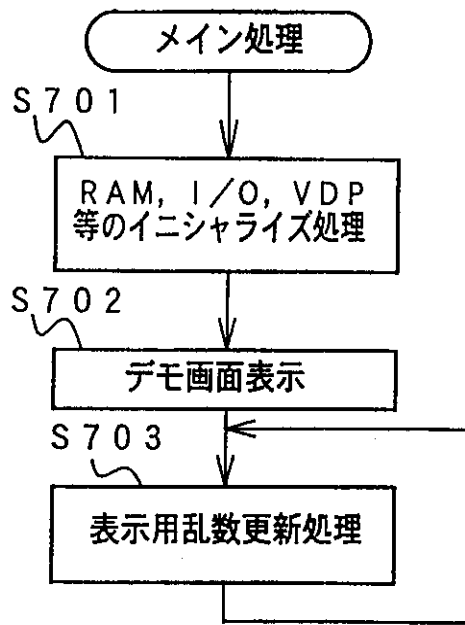 メイン処理
S701
RAM, I/O, VDP
等のイニシャライズ処理
S702
デモ画面表示
S703
表示用乱数更新処理